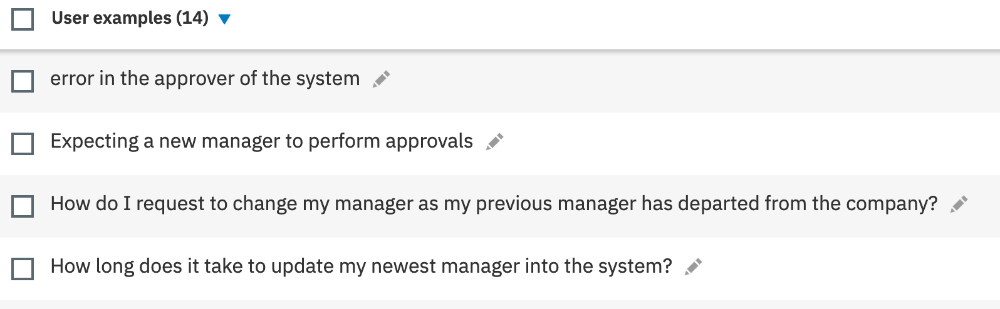 User examples (14)
error in the approver of the system
Expecting a new manager to perform approvals
How do I request to change my manager as my previous manager has departed from the company?
How long does it take to update my newest manager into the system?